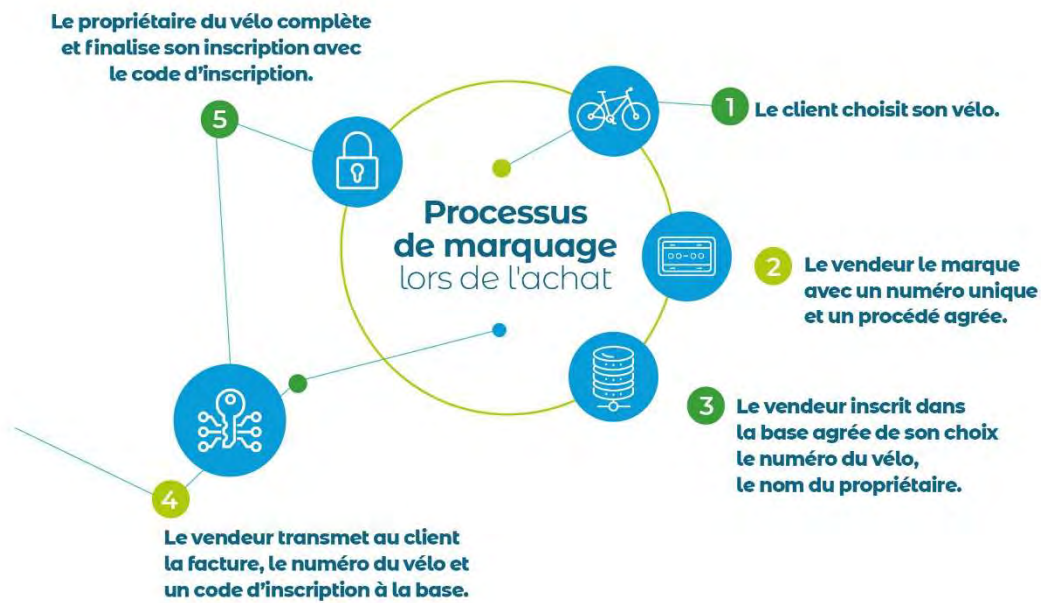 Processus
de marquage
lors de l'achat
1
Le client choisit son vélo.
2
Le vendeur le marque
avec un numéro unique
et un procédé agrée.
3
Le vendeur inscrit dans
la base agrée de son choix
le numéro du vélo,
le nom du propriétaire.
4
Le vendeur transmet au client
la facture, le numéro du vélo et
un code d'inscription à la base.
5
Le propriétaire du vélo complète
et finalise son inscription avec
le code d'inscription.